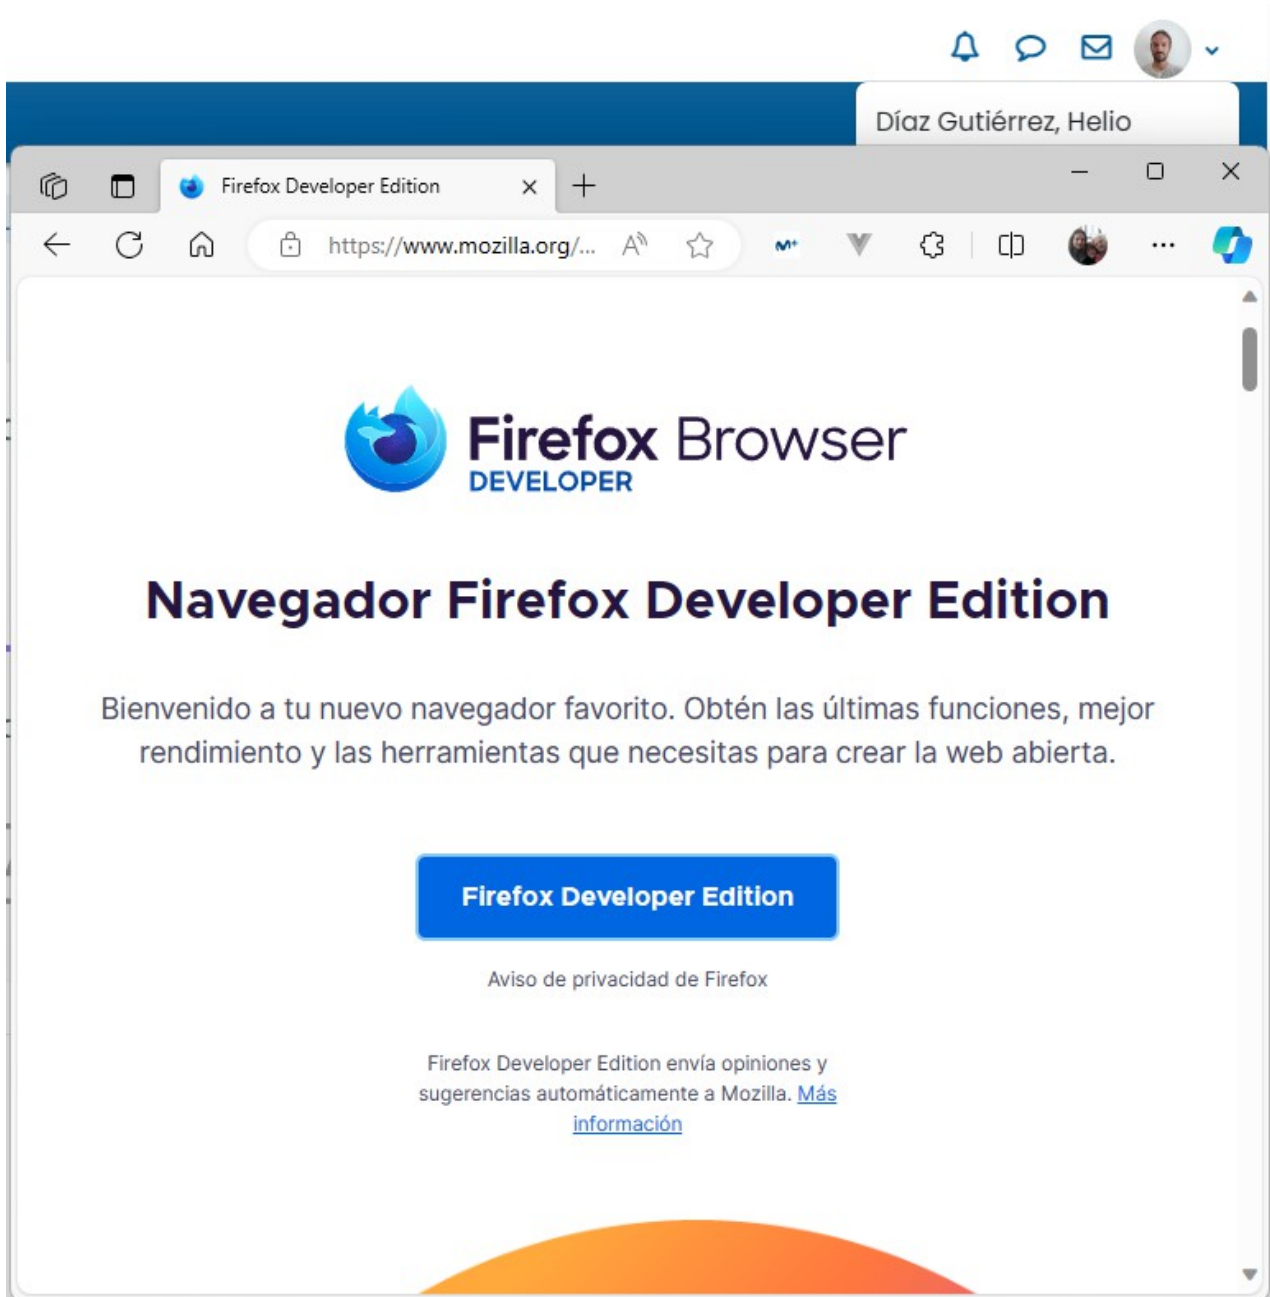 Díaz Gutiérrez, Helio
Firefox Developer Edition
https://www.mozilla.org/...
M+
Firefox Browser
DEVELOPER
Navegador Firefox Developer Edition
Bienvenido a tu nuevo navegador favorito. Obtén las últimas funciones, mejor
rendimiento y las herramientas que necesitas para crear la web abierta.
Firefox Developer Edition
Aviso de privacidad de Firefox
Firefox Developer Edition envía opiniones y
sugerencias automáticamente a Mozilla. Más
información